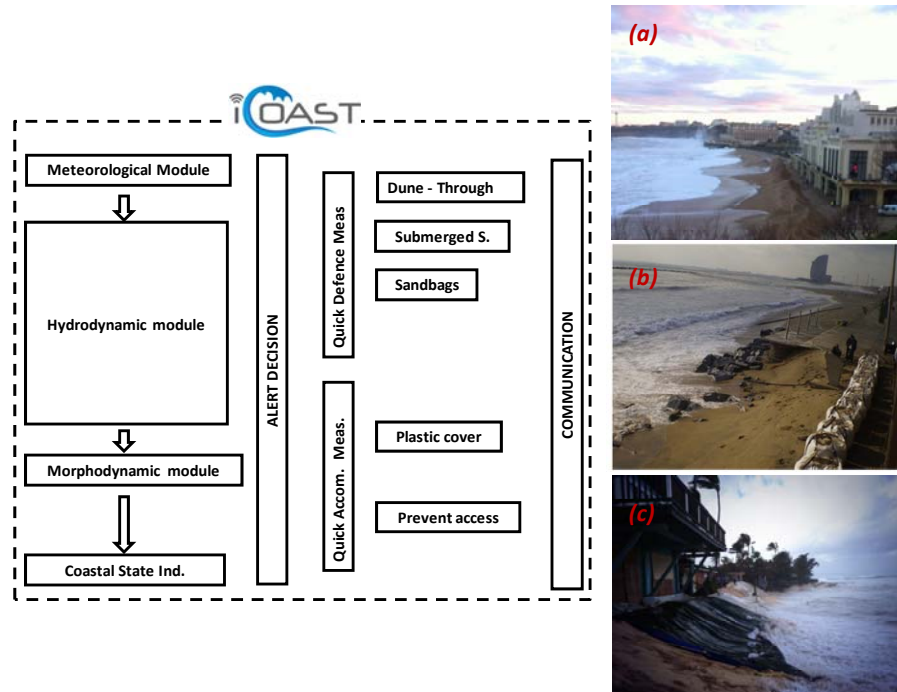 iCOAST
Meteorological Module
Hydrodynamic module
Morphodynamic module
Coastal State Ind.
ALERT DECISION
Quick Defence Meas
Dune - Through
Submerged S.
Sandbags
Quick Accom. Meas.
Plastic cover
Prevent access
COMMUNICATION
(a)
(b)
(c)